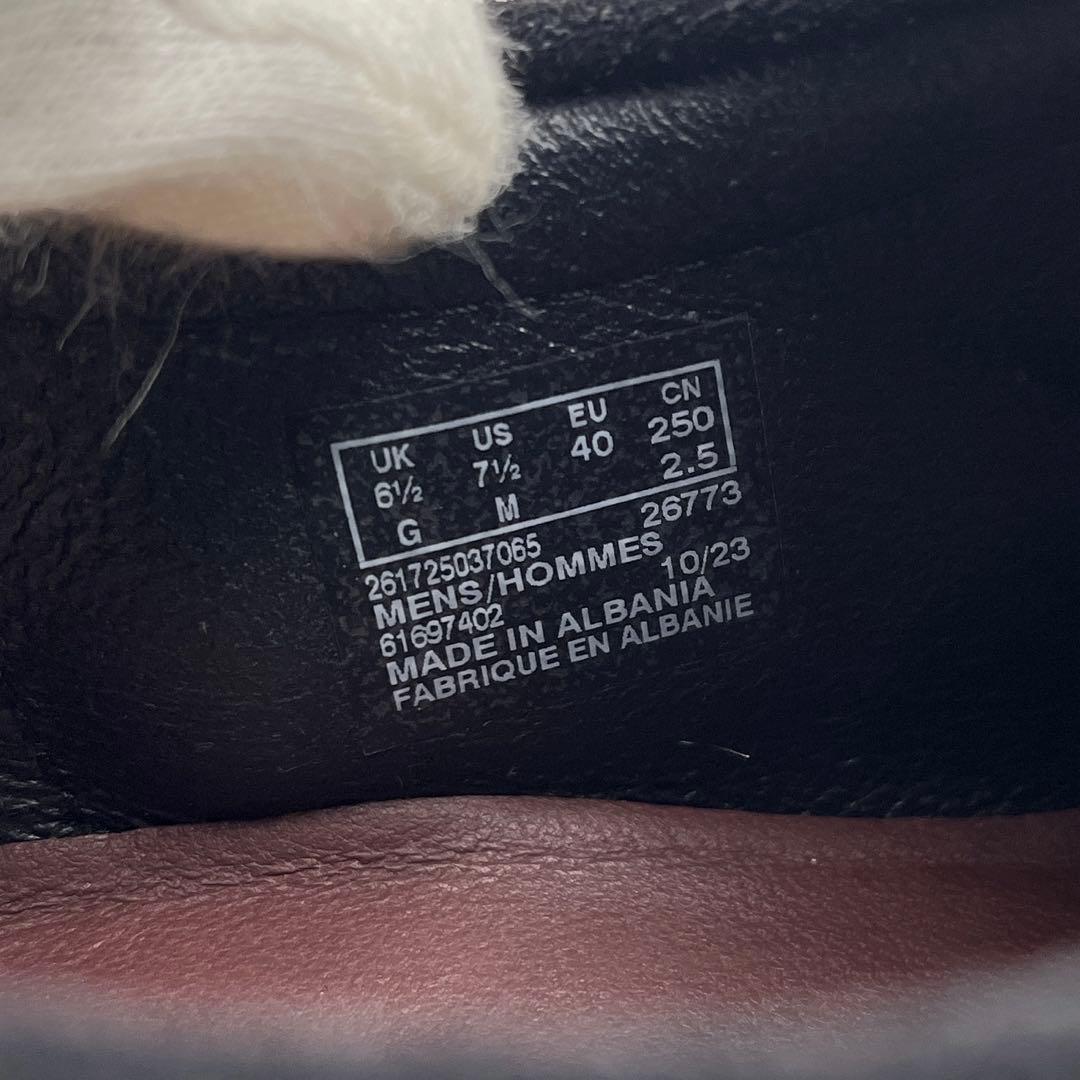 UK US EU CN
6½ 7½ 40 250
G M 2.5
261725037065 26773
MENS/HOMMES
61697402 10/23
MADE IN ALBANIA
FABRIQUE EN ALBANIE